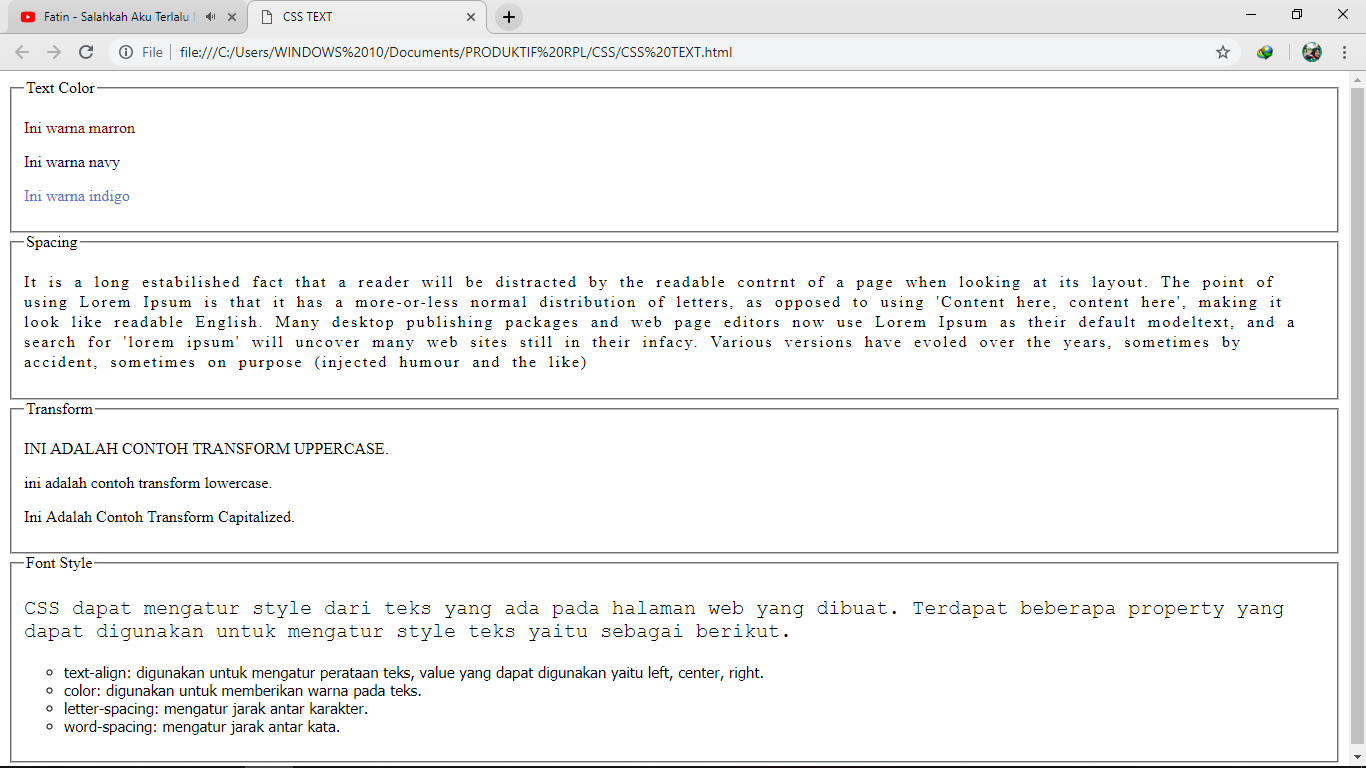 Fatin - Salahkah Aku Terlalu
CSS TEXT
File
file:///C:/Users/WINDOWS%2010/Documents/PRODUKTIF%20RPL/CSS/CSS%20TEXT.html
Text Color
Ini warna marron
Ini warna navy
Ini warna indigo
Spacing
It is a long estabilished fact that a reader will be distracted by the readable contrnt of a page when looking at its layout. The point of
using Lorem Ipsum is that it has a more-or-less normal distribution of letters, as opposed to using 'Content here, content here', making it
look like readable English. Many desktop publishing packages and web page editors now use Lorem Ipsum as their default modeltext, and a
search for 'lorem ipsum' will uncover many web sites still in their infacy. Various versions have evoled over the years, sometimes by
accident, sometimes on purpose (injected humour and the like)
Transform
INI ADALAH CONTOH TRANSFORM UPPERCASE.
ini adalah contoh transform lowercase.
Ini Adalah Contoh Transform Capitalized.
Font Style
CSS dapat mengatur style dari teks yang ada pada halaman web yang dibuat. Terdapat beberapa property yang
dapat digunakan untuk mengatur style teks yaitu sebagai berikut.
text-align: digunakan untuk mengatur perataan teks, value yang dapat digunakan yaitu left, center, right.
color: digunakan untuk memberikan warna pada teks.
letter-spacing: mengatur jarak antar karakter.
word-spacing: mengatur jarak antar kata.